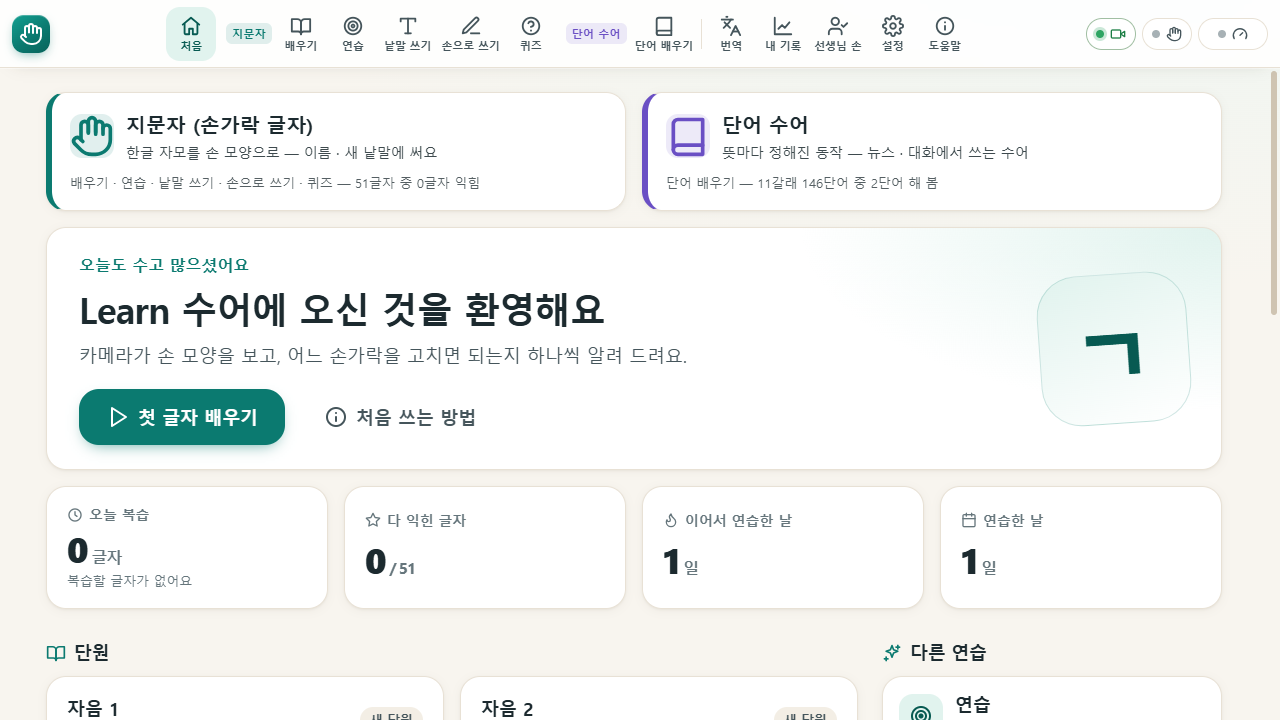 처음
지문자
배우기
연습
낱말 쓰기
손으로 쓰기
퀴즈
단어 수어
단어 배우기
번역
내 기록
선생님 손
설정
도움말
지문자 (손가락 글자)
한글 자모를 손 모양으로 — 이름 · 새 낱말에 써요
배우기 · 연습 · 낱말 쓰기 · 손으로 쓰기 · 퀴즈 — 51글자 중 0글자 익힘
단어 수어
뜻마다 정해진 동작 — 뉴스 · 대화에서 쓰는 수어
단어 배우기 — 11갈래 146단어 중 2단어 해 봄
오늘도 수고 많으셨어요
Learn 수어에 오신 것을 환영해요
카메라가 손 모양을 보고, 어느 손가락을 고치면 되는지 하나씩 알려 드려요.
첫 글자 배우기
처음 쓰는 방법
ㄱ
오늘 복습
0 글자
복습할 글자가 없어요
다 익힌 글자
0 / 51
이어서 연습한 날
1 일
연습한 날
1 일
단원
다른 연습
자음 1
새 단원
자음 2
새 단원
연습